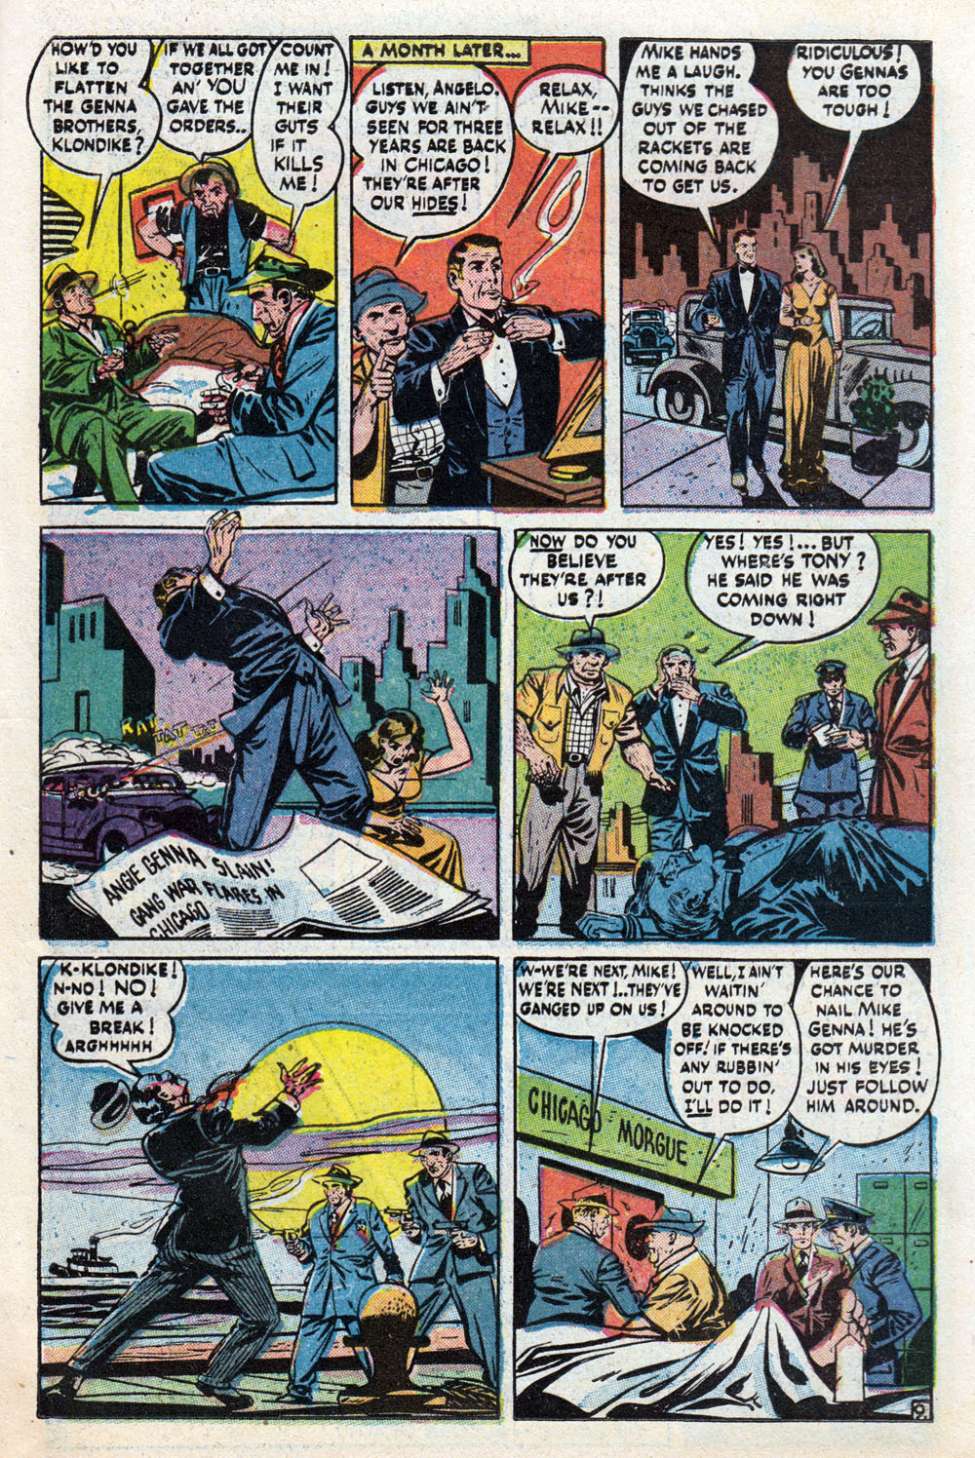 HOW'D YOU
LIKE TO
FLATTEN
THE GENNA
BROTHERS,
KLONDIKE?
IF WE ALL GOT
TOGETHER
AN' YOU
GAVE THE
ORDERS..
COUNT
ME IN!
I WANT
THEIR
GUTS
IF IT
KILLS
ME!
A MONTH LATER...
LISTEN, ANGELO.
GUYS WE AIN'T
SEEN FOR THREE
YEARS ARE BACK
IN CHICAGO!
THEY'RE AFTER
OUR HIDES!
RELAX,
MIKE--
RELAX!!
MIKE HANDS
ME A LAUGH.
THINKS THE
GUYS WE CHASED
OUT OF THE
RACKETS ARE
COMING BACK
TO GET US.
RIDICULOUS!
YOU GENNAS
ARE TOO
TOUGH!
RAT
TAT TAT
ANGIE GENNA SLAIN!
GANG WAR FLARES IN
CHICAGO
NOW DO YOU
BELIEVE
THEY'RE AFTER
US?!
YES! YES!...BUT
WHERE'S TONY?
HE SAID HE WAS
COMING RIGHT
DOWN!
K-KLONDIKE!
N-NO! NO!
GIVE ME A
BREAK!
ARGHHHHH
W-WE'RE NEXT, MIKE!
WE'RE NEXT!..THEY'VE
GANGED UP ON US!
WELL, I AIN'T
WAITIN'
AROUND TO
BE KNOCKED
OFF! IF THERE'S
ANY RUBBIN'
OUT TO DO,
I'LL DO IT!
HERE'S OUR
CHANCE TO
NAIL MIKE
GENNA! HE'S
GOT MURDER
IN HIS EYES!
JUST FOLLOW
HIM AROUND.
CHICAGO MORGUE
9